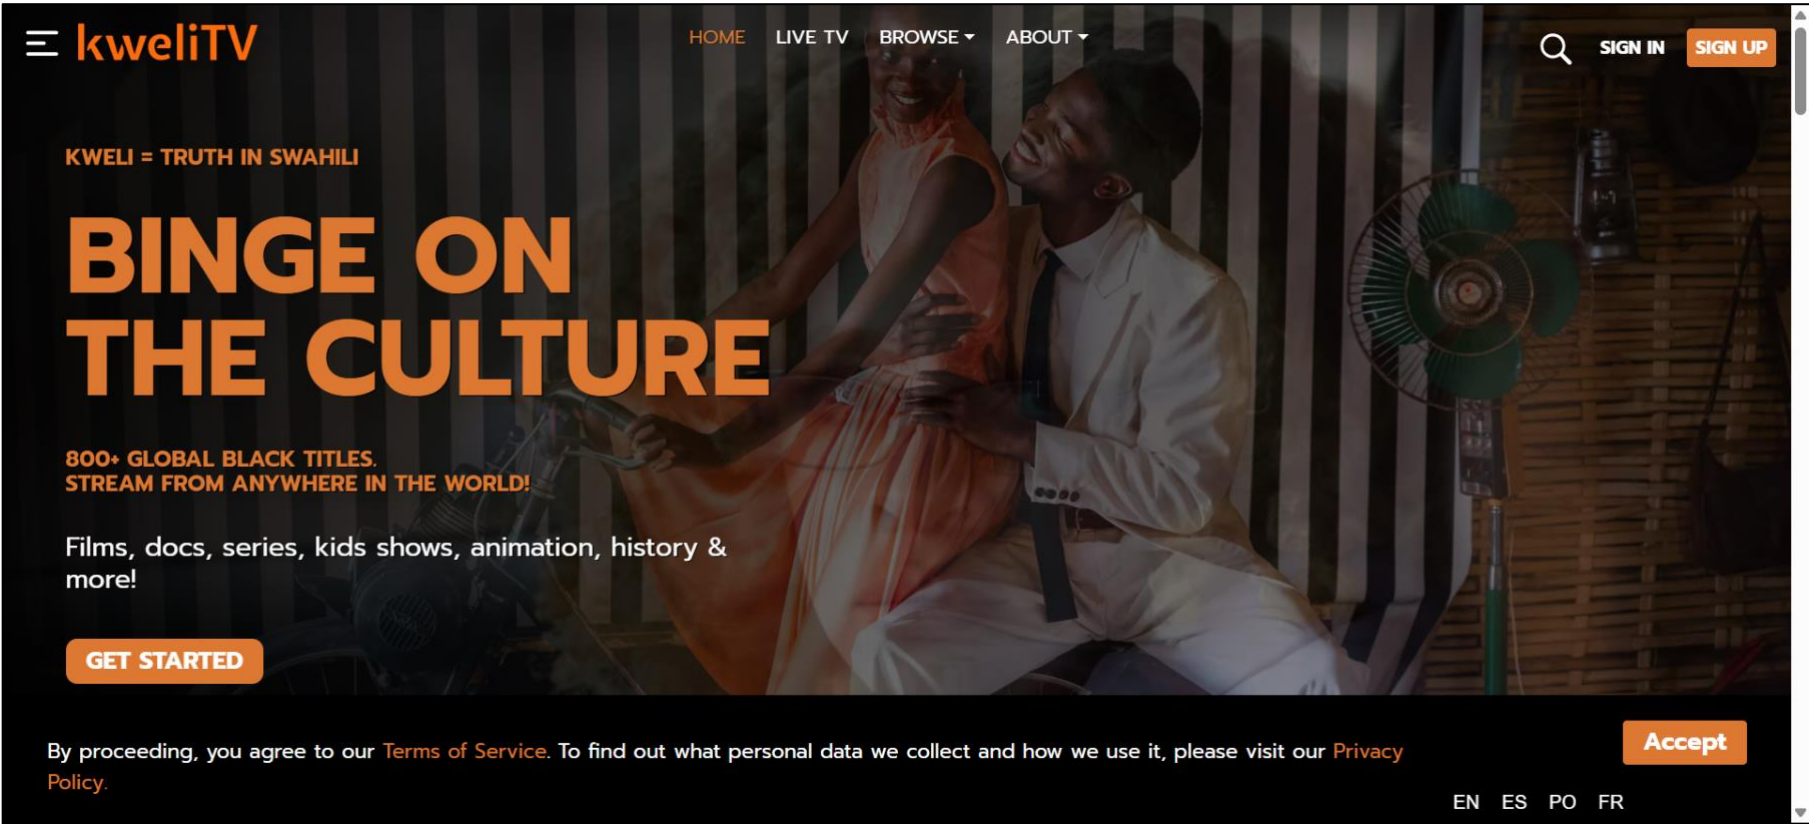 kweliTV
HOME LIVE TV BROWSE ABOUT
SIGN IN SIGN UP
KWELI = TRUTH IN SWAHILI
BINGE ON
THE CULTURE
800+ GLOBAL BLACK TITLES.
STREAM FROM ANYWHERE IN THE WORLD!
Films, docs, series, kids shows, animation, history &
more!
GET STARTED
By proceeding, you agree to our Terms of Service. To find out what personal data we collect and how we use it, please visit our Privacy
Policy.
Accept
EN ES PO FR